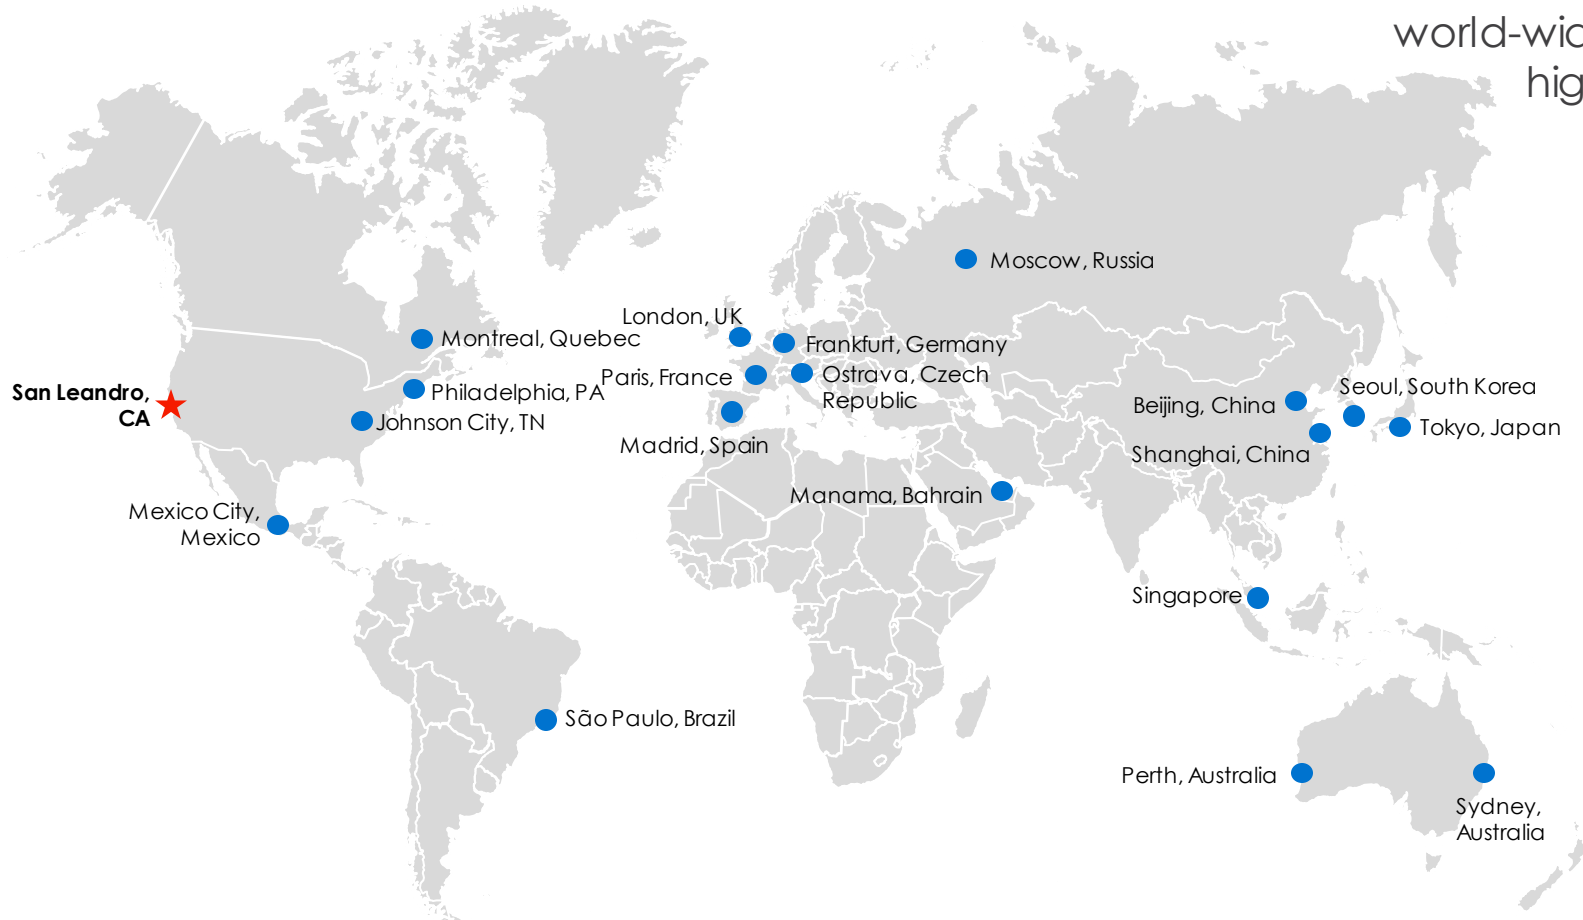 world-wid
hig
Moscow, Russia
London, UK
Montreal, Quebec
Frankfurt, Germany
Paris, France
Ostrava, Czech
Republic
San Leandro,
CA
Philadelphia, PA
Johnson City, TN
Madrid, Spain
Seoul, South Korea
Beijing, China
Tokyo, Japan
Shanghai, China
Manama, Bahrain
Mexico City,
Mexico
Singapore
São Paulo, Brazil
Perth, Australia
Sydney,
Australia